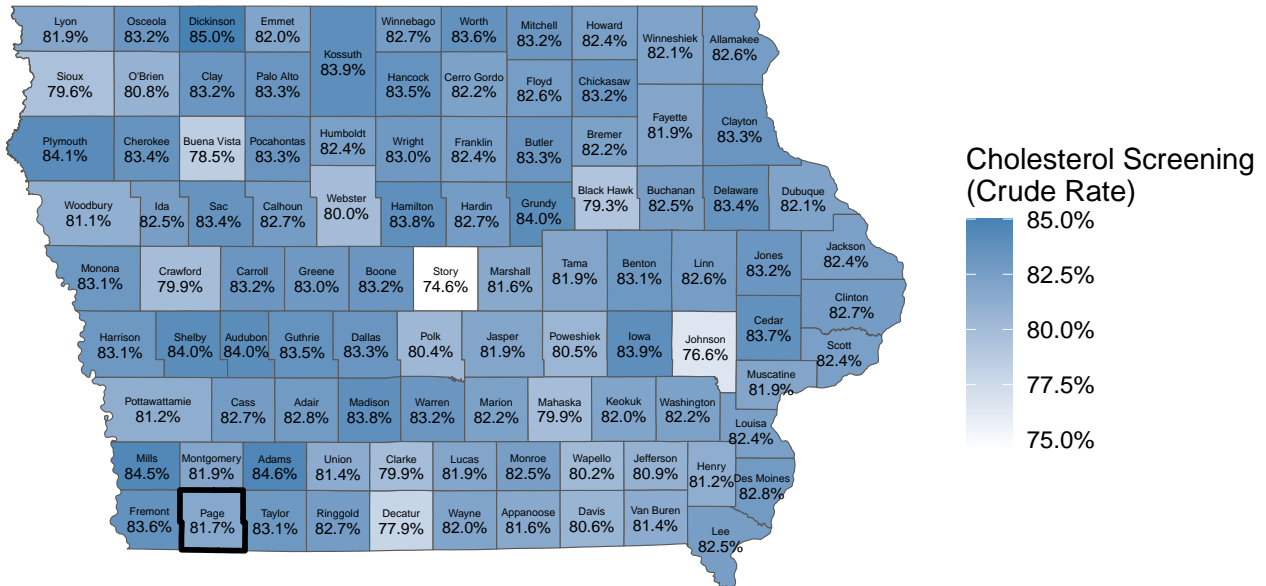 Lyon
81.9%
Osceola
83.2%
Dickinson
85.0%
Emmet
82.0%
Kossuth
83.9%
Winnebago
82.7%
Worth
83.6%
Mitchell
83.2%
Howard
82.4%
Winneshiek
82.1%
Allamakee
82.6%
Sioux
79.6%
O'Brien
80.8%
Clay
83.2%
Palo Alto
83.3%
Hancock
83.5%
Cerro Gordo
82.2%
Floyd
82.6%
Chickasaw
83.2%
Fayette
81.9%
Clayton
83.3%
Plymouth
84.1%
Cherokee
83.4%
Buena Vista
78.5%
Pocahontas
83.3%
Humboldt
82.4%
Wright
83.0%
Franklin
82.4%
Butler
83.3%
Bremer
82.2%
Woodbury
81.1%
Ida
82.5%
Sac
83.4%
Calhoun
82.7%
Webster
80.0%
Hamilton
83.8%
Hardin
82.7%
Grundy
84.0%
Black Hawk
79.3%
Buchanan
82.5%
Delaware
83.4%
Dubuque
82.1%
Monona
83.1%
Crawford
79.9%
Carroll
83.2%
Greene
83.0%
Boone
83.2%
Story
74.6%
Marshall
81.6%
Tama
81.9%
Benton
83.1%
Linn
82.6%
Jones
83.2%
Jackson
82.4%
Clinton
82.7%
Harrison
83.1%
Shelby
84.0%
Audubon
84.0%
Guthrie
83.5%
Dallas
83.3%
Polk
80.4%
Jasper
81.9%
Poweshiek
80.5%
Iowa
83.9%
Johnson
76.6%
Cedar
83.7%
Scott
82.4%
Muscatine
81.9%
Pottawattamie
81.2%
Cass
82.7%
Adair
82.8%
Madison
83.8%
Warren
83.2%
Marion
82.2%
Mahaska
79.9%
Keokuk
82.0%
Washington
82.2%
Louisa
82.4%
Mills
84.5%
Montgomery
81.9%
Adams
84.6%
Union
81.4%
Clarke
79.9%
Lucas
81.9%
Monroe
82.5%
Wapello
80.2%
Jefferson
80.9%
Henry
81.2%
Des Moines
82.8%
Fremont
83.6%
Page
81.7%
Taylor
83.1%
Ringgold
82.7%
Decatur
77.9%
Wayne
82.0%
Appanoose
81.6%
Davis
80.6%
Van Buren
81.4%
Lee
82.5%
Cholesterol Screening
(Crude Rate)
85.0%
82.5%
80.0%
77.5%
75.0%